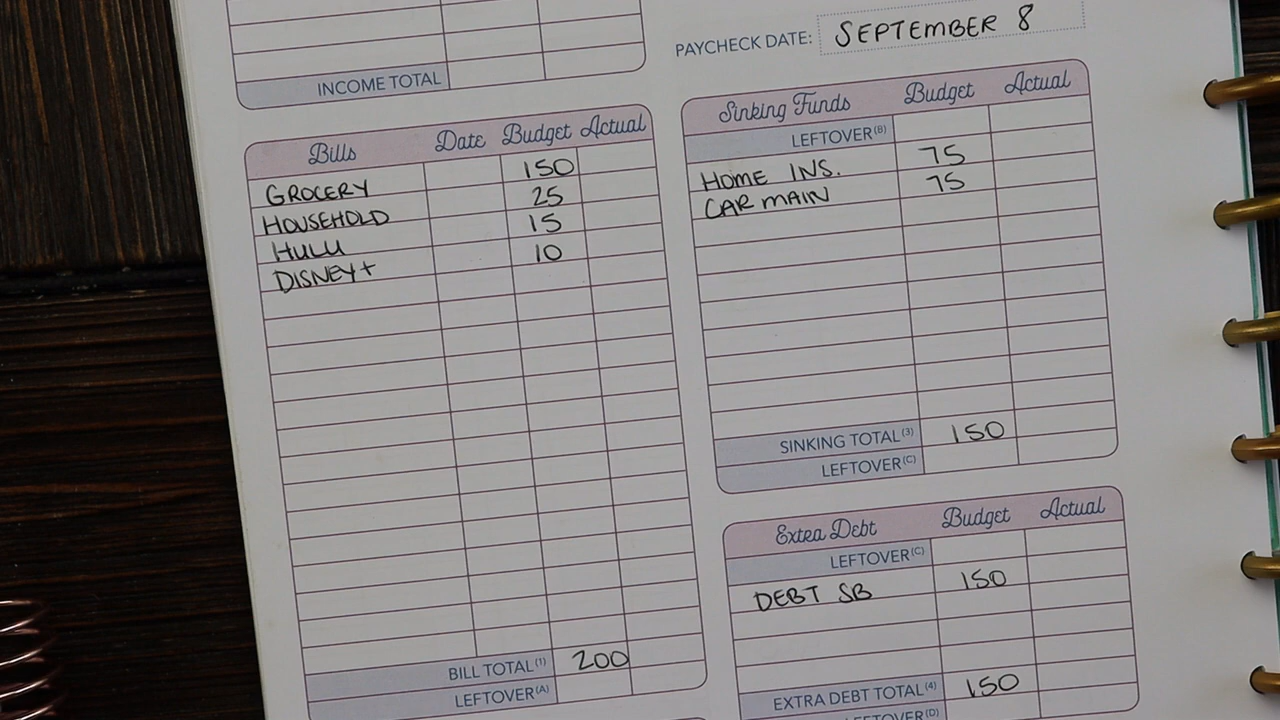 INCOME TOTAL
PAYCHECK DATE: SEPTEMBER 8
Bills Date Budget Actual
GROCERY 150
HOUSEHOLD 25
HULU 15
DISNEY+ 10
BILL TOTAL(1) 200
LEFTOVER(A)
Sinking Funds Budget Actual
LEFTOVER(B)
HOME INS. 75
CAR MAIN 75
SINKING TOTAL(3) 150
LEFTOVER(C)
Extra Debt Budget Actual
LEFTOVER(C)
DEBT SB 150
EXTRA DEBT TOTAL(4) 150
LEFTOVER(D)